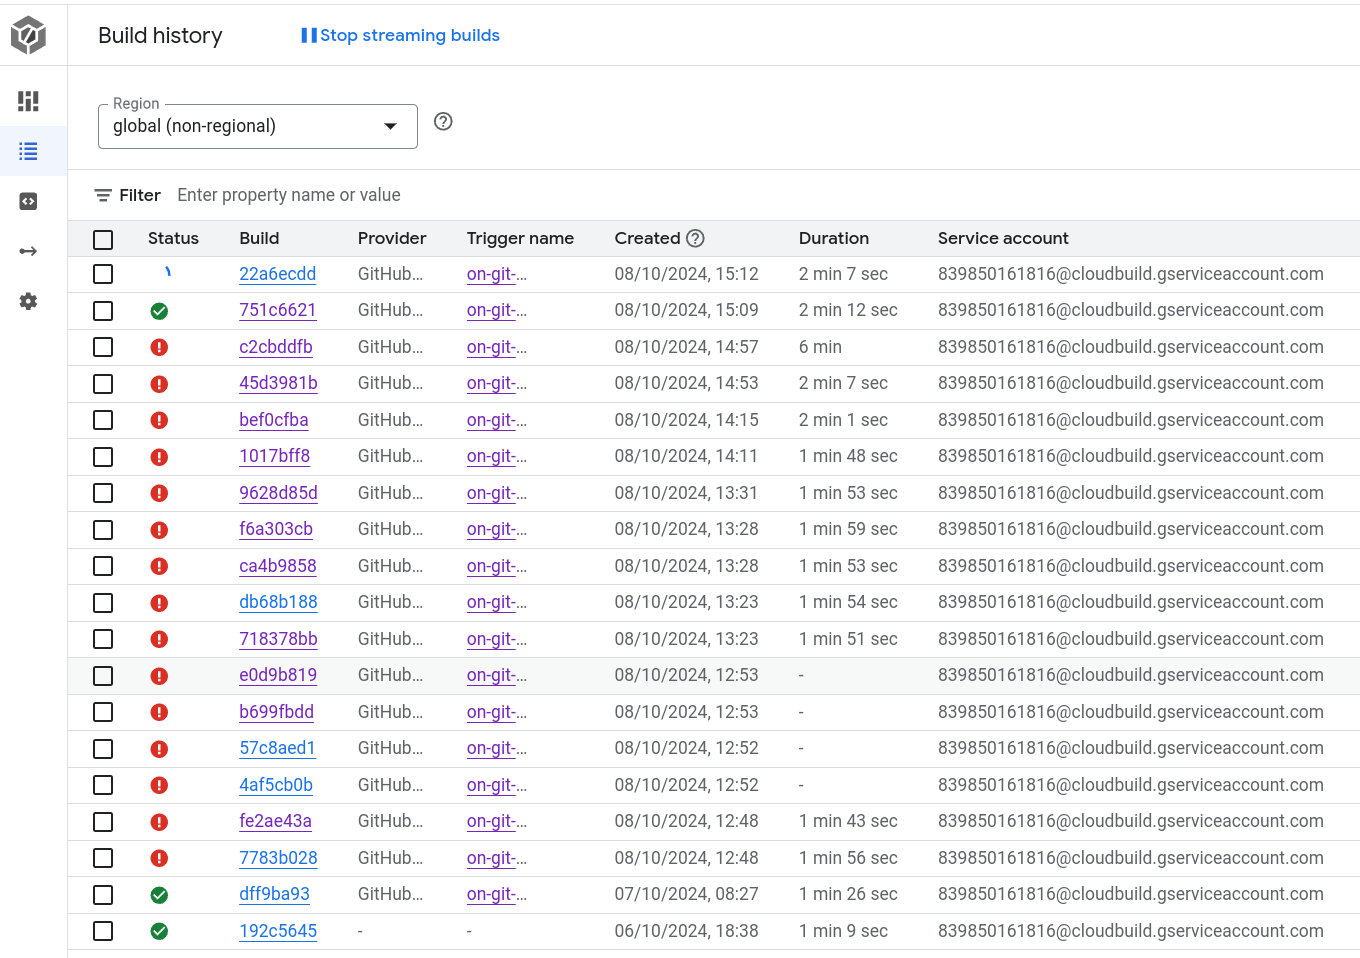 Build history
Stop streaming builds
Region
global (non-regional)
Filter Enter property name or value
Status Build Provider Trigger name Created Duration Service account
22a6ecdd GitHub… on-git-… 08/10/2024, 15:12 2 min 7 sec 839850161816@cloudbuild.gserviceaccount.com
751c6621 GitHub… on-git-… 08/10/2024, 15:09 2 min 12 sec 839850161816@cloudbuild.gserviceaccount.com
c2cbddfb GitHub… on-git-… 08/10/2024, 14:57 6 min 839850161816@cloudbuild.gserviceaccount.com
45d3981b GitHub… on-git-… 08/10/2024, 14:53 2 min 7 sec 839850161816@cloudbuild.gserviceaccount.com
bef0cfba GitHub… on-git-… 08/10/2024, 14:15 2 min 1 sec 839850161816@cloudbuild.gserviceaccount.com
1017bff8 GitHub… on-git-… 08/10/2024, 14:11 1 min 48 sec 839850161816@cloudbuild.gserviceaccount.com
9628d85d GitHub… on-git-… 08/10/2024, 13:31 1 min 53 sec 839850161816@cloudbuild.gserviceaccount.com
f6a303cb GitHub… on-git-… 08/10/2024, 13:28 1 min 59 sec 839850161816@cloudbuild.gserviceaccount.com
ca4b9858 GitHub… on-git-… 08/10/2024, 13:28 1 min 53 sec 839850161816@cloudbuild.gserviceaccount.com
db68b188 GitHub… on-git-… 08/10/2024, 13:23 1 min 54 sec 839850161816@cloudbuild.gserviceaccount.com
718378bb GitHub… on-git-… 08/10/2024, 13:23 1 min 51 sec 839850161816@cloudbuild.gserviceaccount.com
e0d9b819 GitHub… on-git-… 08/10/2024, 12:53 - 839850161816@cloudbuild.gserviceaccount.com
b699fbdd GitHub… on-git-… 08/10/2024, 12:53 - 839850161816@cloudbuild.gserviceaccount.com
57c8aed1 GitHub… on-git-… 08/10/2024, 12:52 - 839850161816@cloudbuild.gserviceaccount.com
4af5cb0b GitHub… on-git-… 08/10/2024, 12:52 - 839850161816@cloudbuild.gserviceaccount.com
fe2ae43a GitHub… on-git-… 08/10/2024, 12:48 1 min 43 sec 839850161816@cloudbuild.gserviceaccount.com
7783b028 GitHub… on-git-… 08/10/2024, 12:48 1 min 56 sec 839850161816@cloudbuild.gserviceaccount.com
dff9ba93 GitHub… on-git-… 07/10/2024, 08:27 1 min 26 sec 839850161816@cloudbuild.gserviceaccount.com
192c5645 - - 06/10/2024, 18:38 1 min 9 sec 839850161816@cloudbuild.gserviceaccount.com